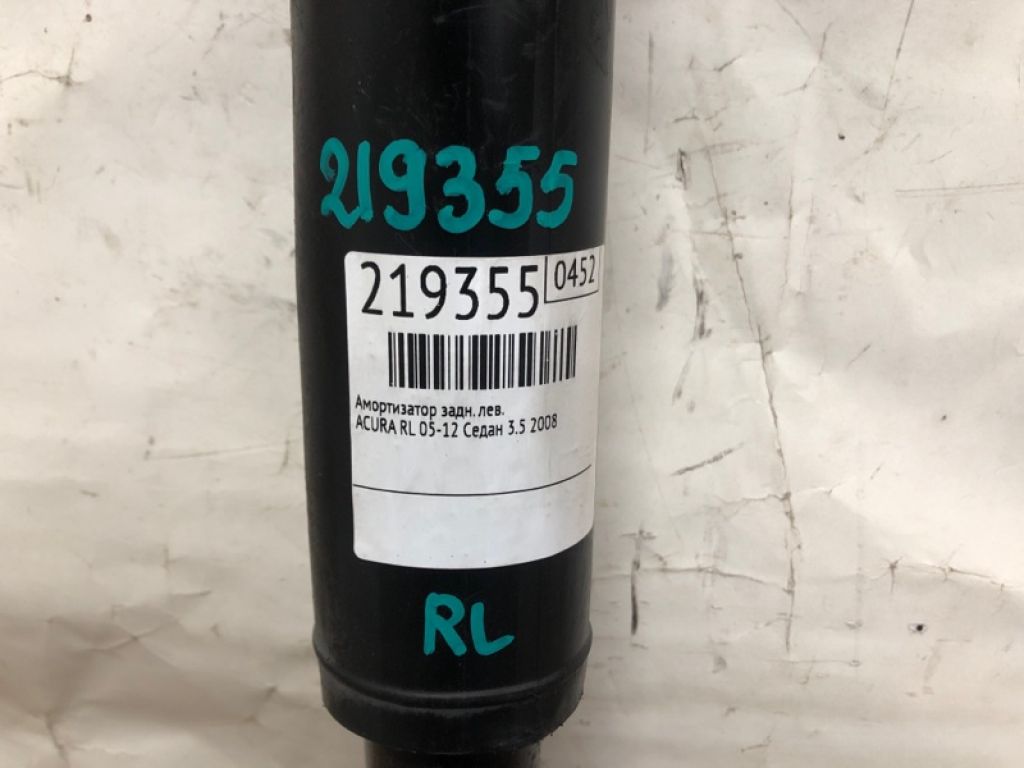 219355
219355 0452
Амортизатор задн. лев.
ACURA RL 05-12 Седан 3.5 2008
RL